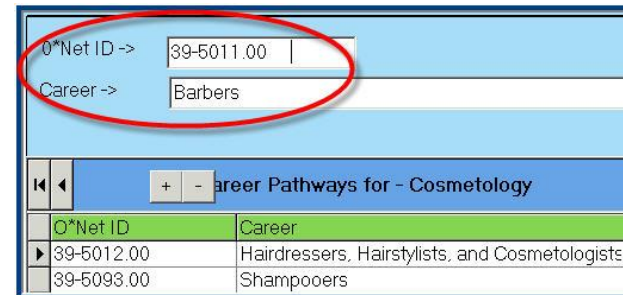 O*Net ID -> 39-5011.00
Career -> Barbers
+ - areer Pathways for - Cosmetology
O*Net ID Career
39-5012.00 Hairdressers, Hairstylists, and Cosmetologists
39-5093.00 Shampooers